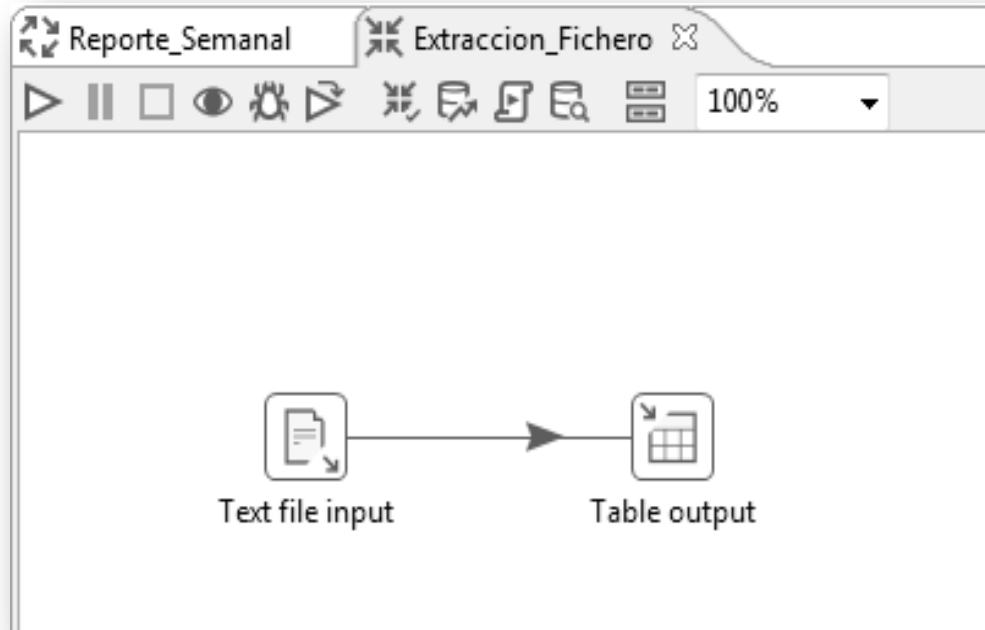 Reporte_Semanal
Extraccion_Fichero
100%
Text file input
Table output